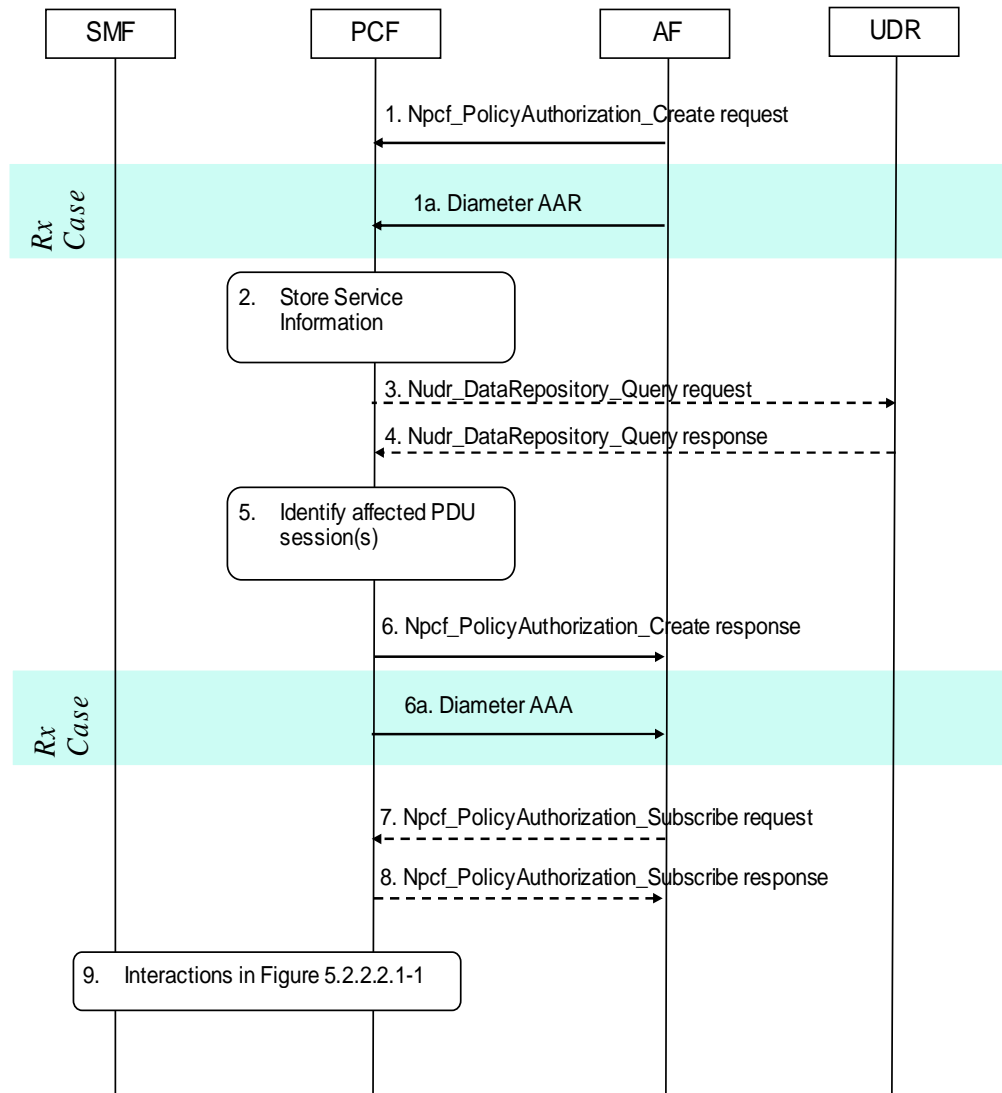 SMF
PCF
AF
UDR
1. Npcf_PolicyAuthorization_Create request
Rx
Case
1a. Diameter AAR
2. Store Service
Information
3. Nudr_DataRepository_Query request
4. Nudr_DataRepository_Query response
5. Identify affected PDU
session(s)
6. Npcf_PolicyAuthorization_Create response
Rx
Case
6a. Diameter AAA
7. Npcf_PolicyAuthorization_Subscribe request
8. Npcf_PolicyAuthorization_Subscribe response
9. Interactions in Figure 5.2.2.2.1-1